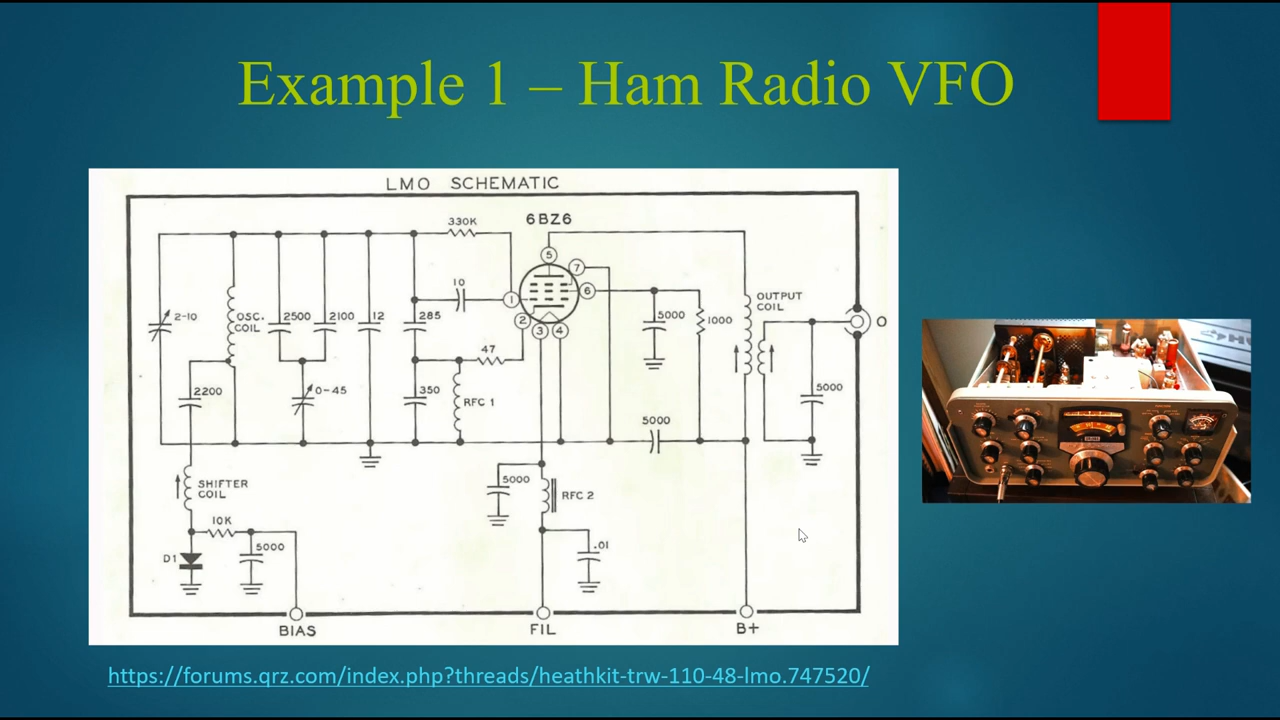 Example 1 – Ham Radio VFO
LMO SCHEMATIC
6BZ6
330K
5
7
10
1
6
2-10
OSC.
COIL
2500
2100
12
285
2
3
4
5000
1000
OUTPUT
COIL
O
47
2200
0-45
350
RFC 1
5000
5000
SHIFTER
COIL
5000
RFC 2
10K
D1
5000
.01
BIAS
FIL
B+
https://forums.qrz.com/index.php?threads/heathkit-trw-110-48-lmo.747520/